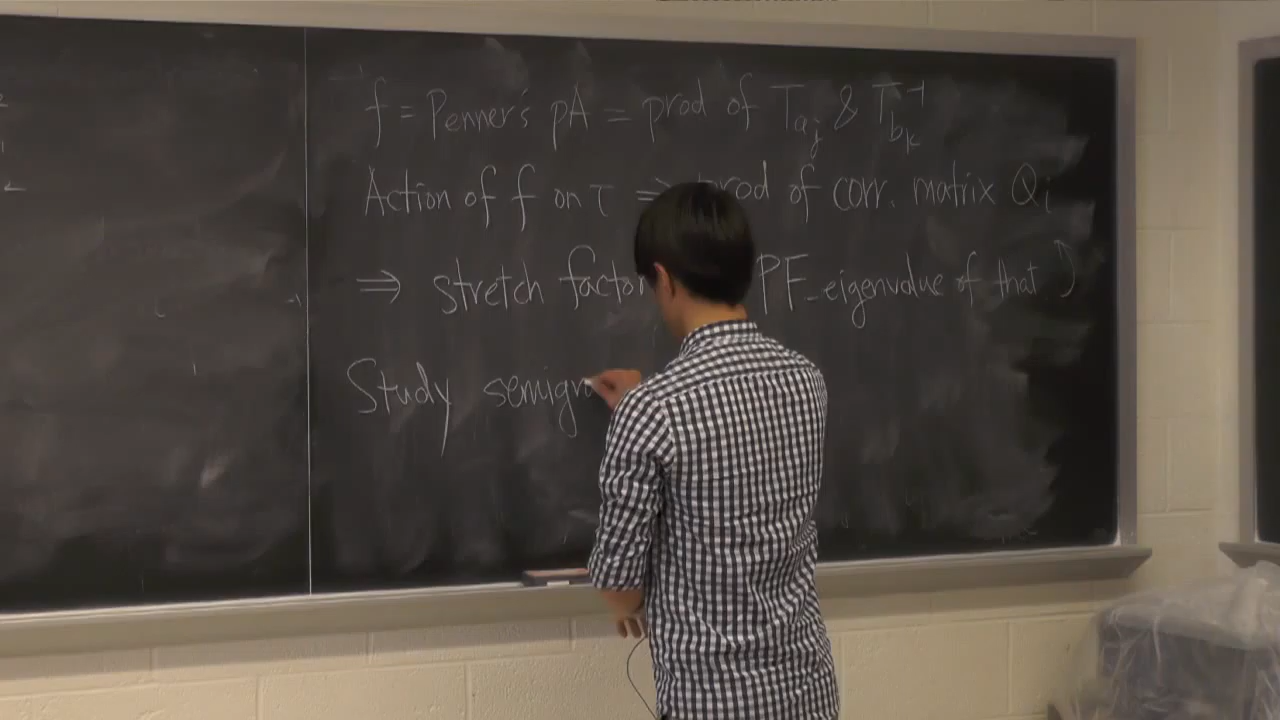 f = Penner's pA = prod of T_{a_j} & T_{b_k}^{-1}
Action of f on τ ⇒ prod of corr. matrix Q_i
⇒ stretch factor PF-eigenvalue of that
Study